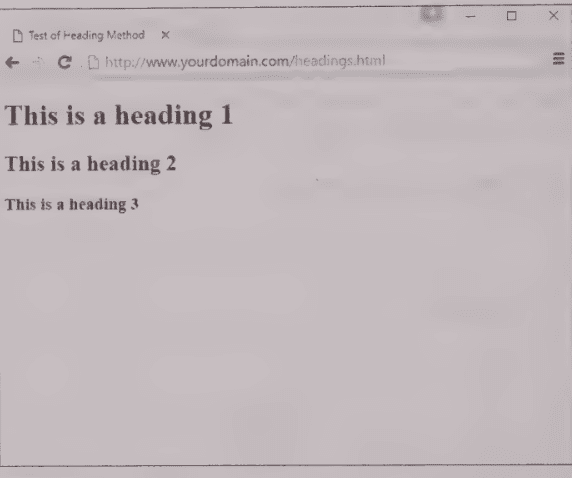 Test of Heading Method
http://www.yourdomain.com/headings.html
This is a heading 1
This is a heading 2
This is a heading 3